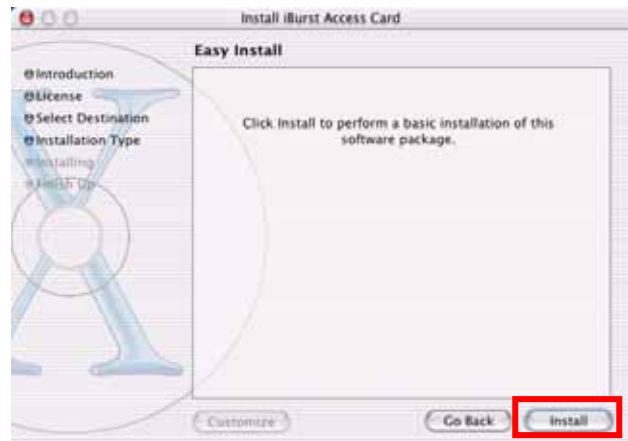 Install iBurst Access Card
Easy Install
Introduction
License
Select Destination
Installation Type
Installing
Finish Up
Click Install to perform a basic installation of this
software package.
Customize
Go Back
Install